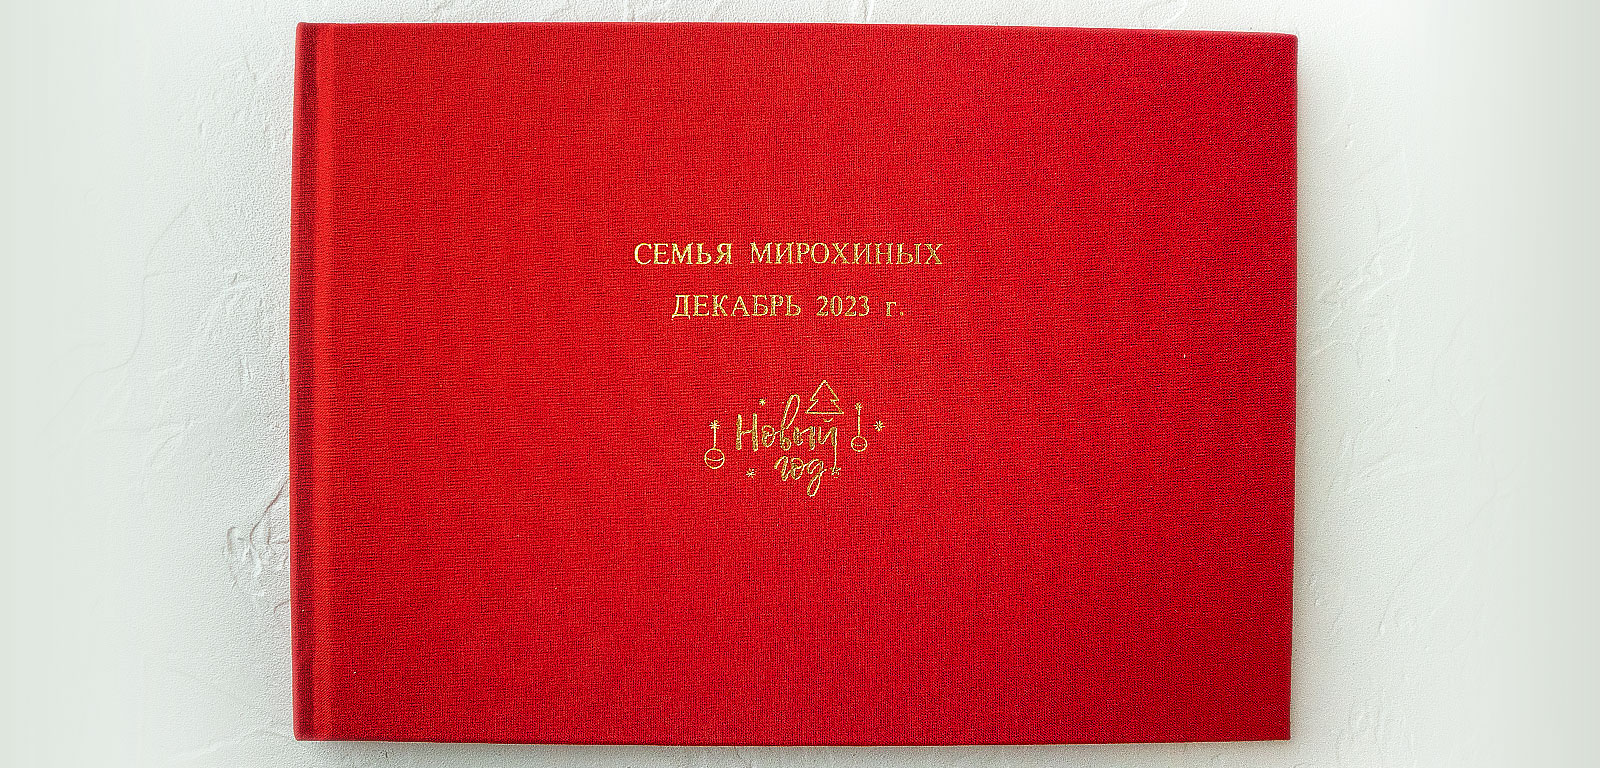 СЕМЬЯ МИРОХИНЫХ
ДЕКАБРЬ 2023 г.
Новый
год